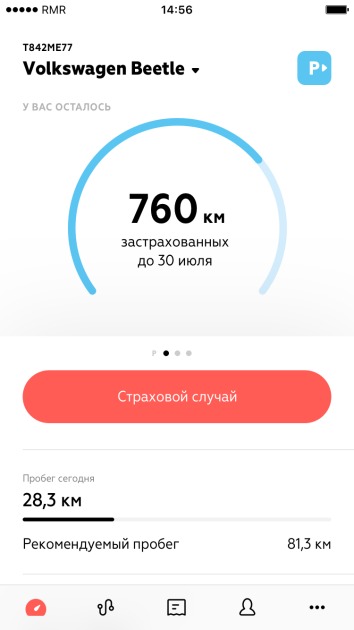 RMR 14:56
T842ME77
Volkswagen Beetle
P
У ВАС ОСТАЛОСЬ
760 км
застрахованных
до 30 июля
P
Страховой случай
Пробег сегодня
28,3 км
Рекомендуемый пробег 81,3 км